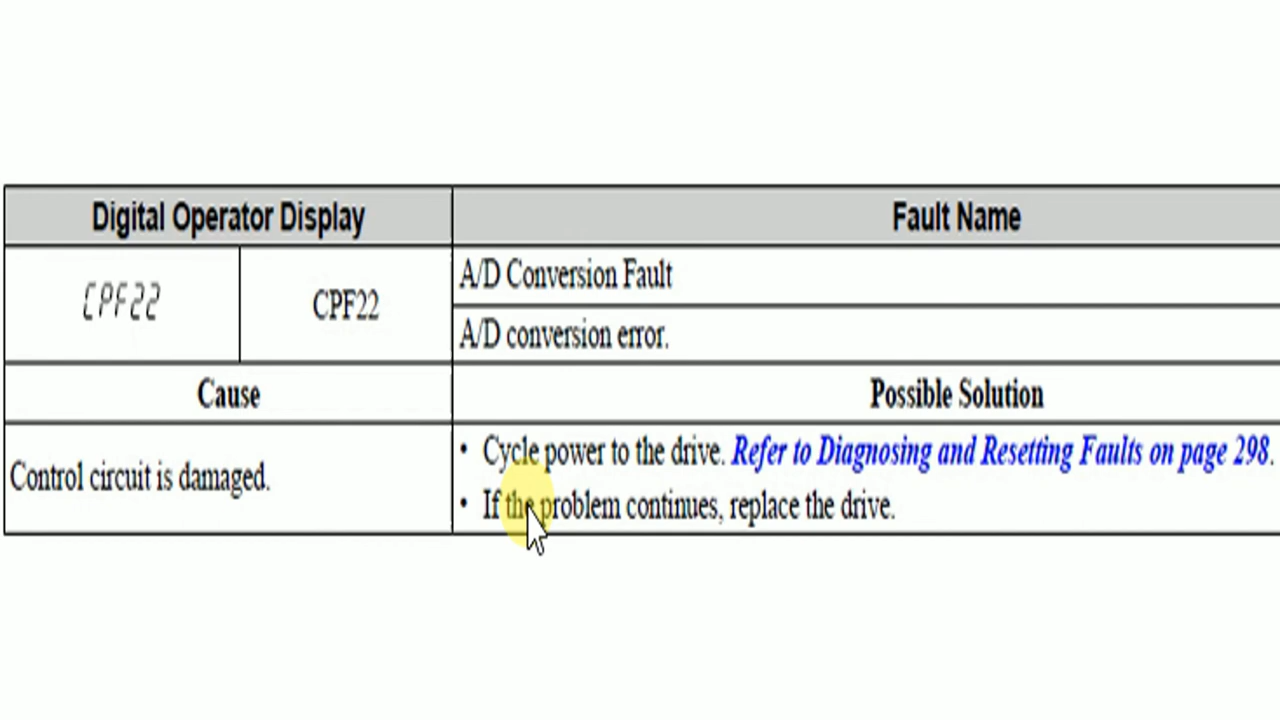 Digital Operator Display
Fault Name
CPF22
CPF22
A/D Conversion Fault
A/D conversion error.
Cause
Possible Solution
Control circuit is damaged.
• Cycle power to the drive. Refer to Diagnosing and Resetting Faults on page 298.
• If the problem continues, replace the drive.